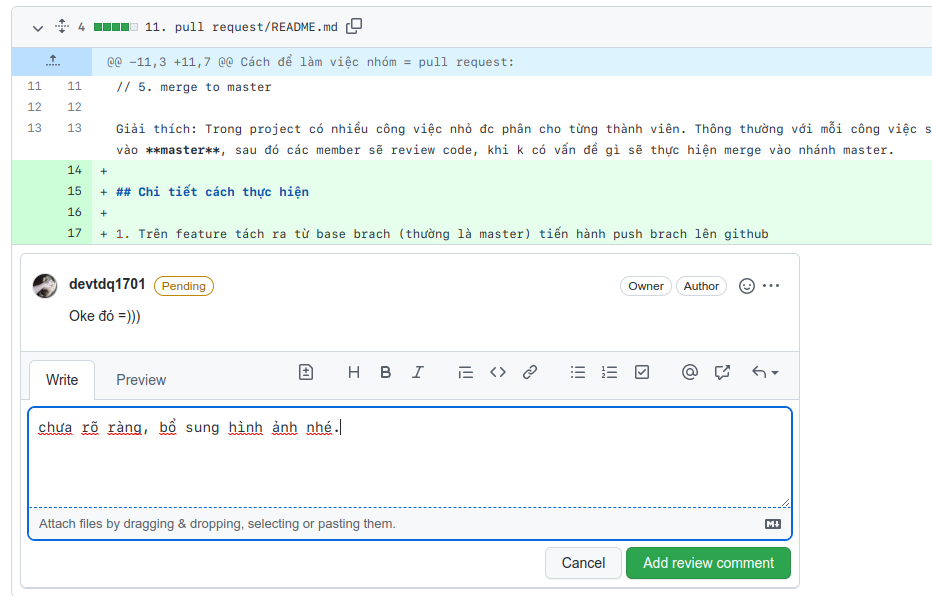 4 11. pull request/README.md
@@ -11,3 +11,7 @@ Cách để làm việc nhóm = pull request:
11 11 // 5. merge to master
12 12
13 13 Giải thích: Trong project có nhiều công việc nhỏ đc phân cho từng thành viên. Thông thường với mỗi công việc s
vào **master**, sau đó các member sẽ review code, khi k có vấn đề gì sẽ thực hiện merge vào nhánh master.
14 +
15 + ## Chi tiết cách thực hiện
16 +
17 + 1. Trên feature tách ra từ base brach (thường là master) tiến hành push brach lên github
devtdq1701 Pending Owner Author
Oke đó =)))
Write Preview
chưa rõ ràng, bổ sung hình ảnh nhé.
Attach files by dragging & dropping, selecting or pasting them.
Cancel Add review comment